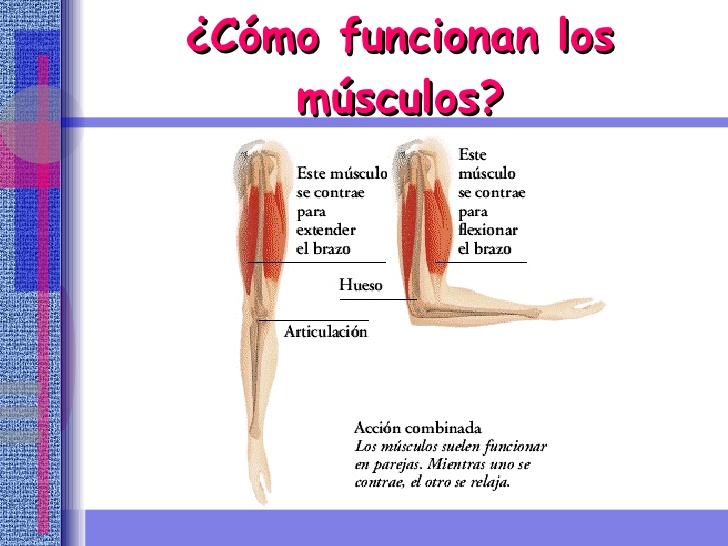 ¿Cómo funcionan los
músculos?
Este músculo
se contrae
para
extender
el brazo
Este
músculo
se contrae
para
flexionar
el brazo
Hueso
Articulación
Acción combinada
Los músculos suelen funcionar
en parejas. Mientras uno se
contrae, el otro se relaja.